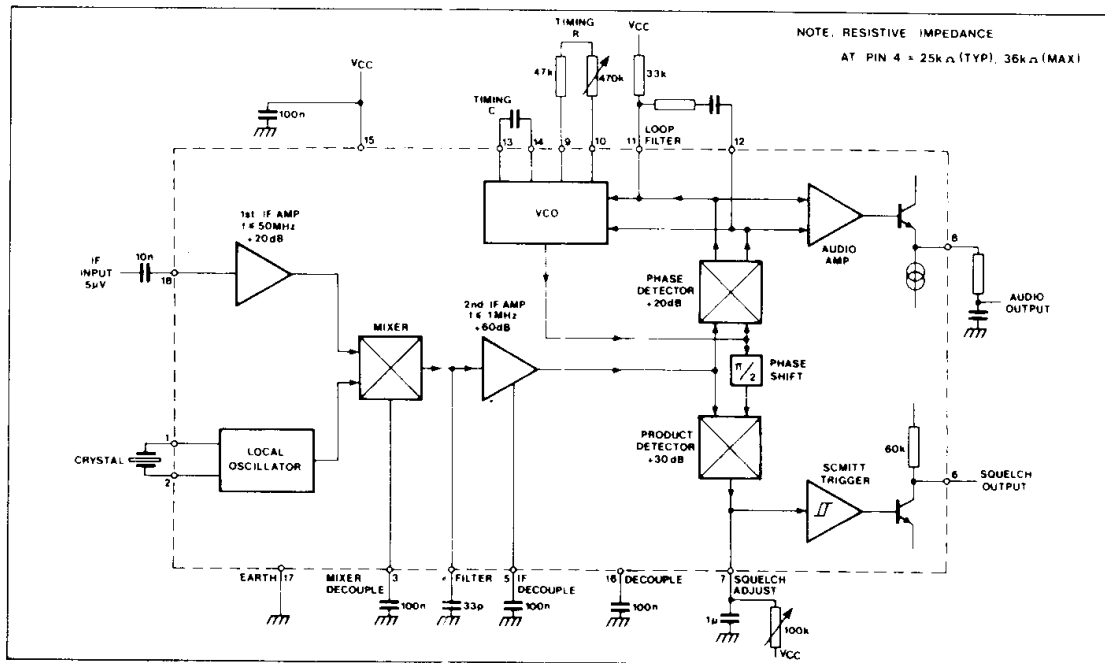 NOTE, RESISTIVE IMPEDANCE
AT PIN 4 = 25kΩ (TYP), 36kΩ (MAX)
TIMING
R
VCC
47k
470k
33k
VCC
100n
TIMING
C
LOOP
FILTER
15
13
14
9
10
11
12
VCO
1st IF AMP
f ≤ 50MHz
+20dB
10n
IF
INPUT
5μV
18
AUDIO
AMP
8
AUDIO
OUTPUT
PHASE
DETECTOR
+20dB
2nd IF AMP
f ≤ 1MHz
+60dB
MIXER
π/2
PHASE
SHIFT
1
CRYSTAL
2
LOCAL
OSCILLATOR
PRODUCT
DETECTOR
+30dB
SCMITT
TRIGGER
60k
6
SQUELCH
OUTPUT
EARTH
17
MIXER
DECOUPLE
3
FILTER
5
IF
DECOUPLE
16
DECOUPLE
7
SQUELCH
ADJUST
100n
33p
100n
100n
1μ
100k
VCC